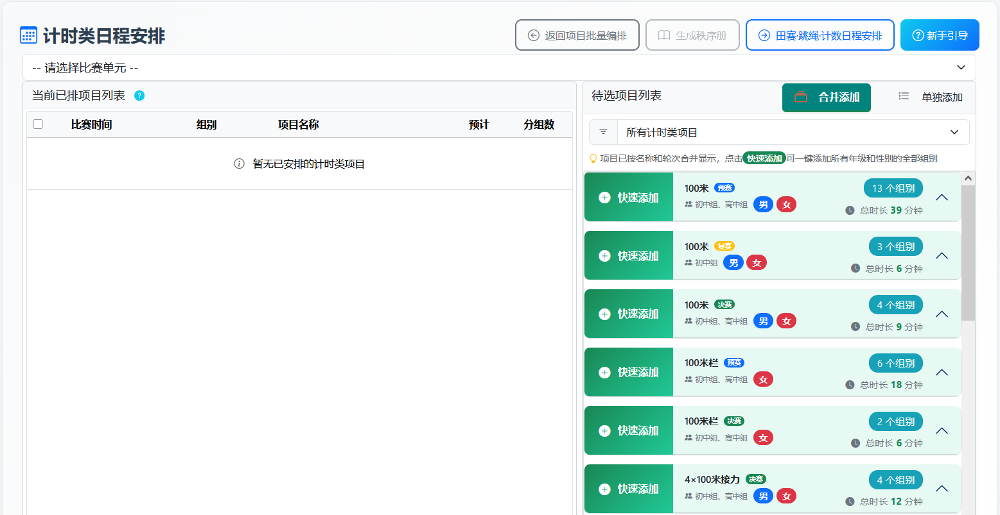 计时类日程安排
返回项目批量编排
生成秩序册
田赛·跳绳·计数日程安排
新手引导
-- 请选择比赛单元 --
当前已排项目列表
比赛时间 组别 项目名称 预计 分组数
暂无已安排的计时类项目
待选项目列表
合并添加
单独添加
所有计时类项目
项目已按名称和轮次合并显示，点击 快速添加 可一键添加所有年级和性别的全部组别
快速添加
100米 预赛
初中组、高中组 男 女
13 个组别
总时长 39 分钟
快速添加
100米 复赛
初中组 男 女
3 个组别
总时长 6 分钟
快速添加
100米 决赛
初中组、高中组 男 女
4 个组别
总时长 9 分钟
快速添加
100米栏 预赛
初中组、高中组 女
6 个组别
总时长 18 分钟
快速添加
100米栏 决赛
初中组、高中组 女
2 个组别
总时长 6 分钟
快速添加
4×100米接力 决赛
初中组、高中组 男 女
4 个组别
总时长 12 分钟